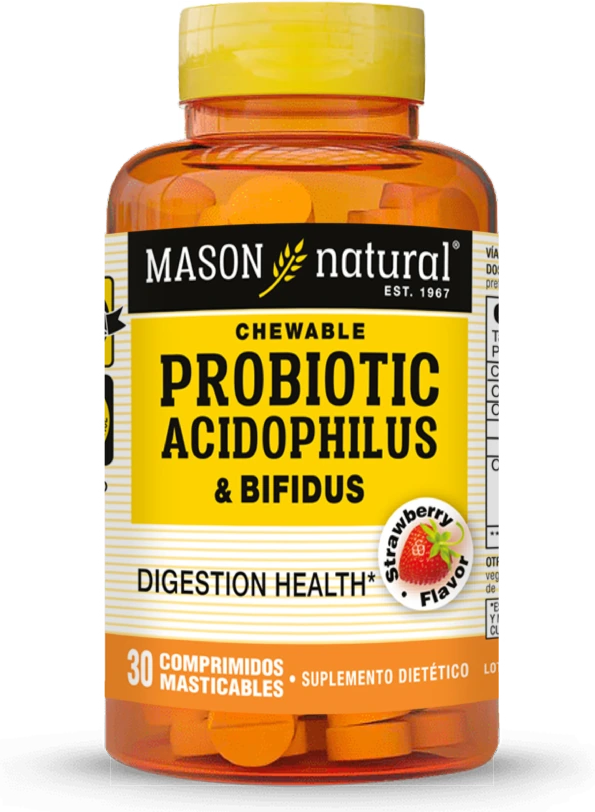 MASON natural®
EST. 1967
CHEWABLE
PROBIOTIC
ACIDOPHILUS
& BIFIDUS
Strawberry
Flavor
DIGESTION HEALTH*
30 COMPRIMIDOS
MASTICABLES • SUPLEMENTO DIETÉTICO